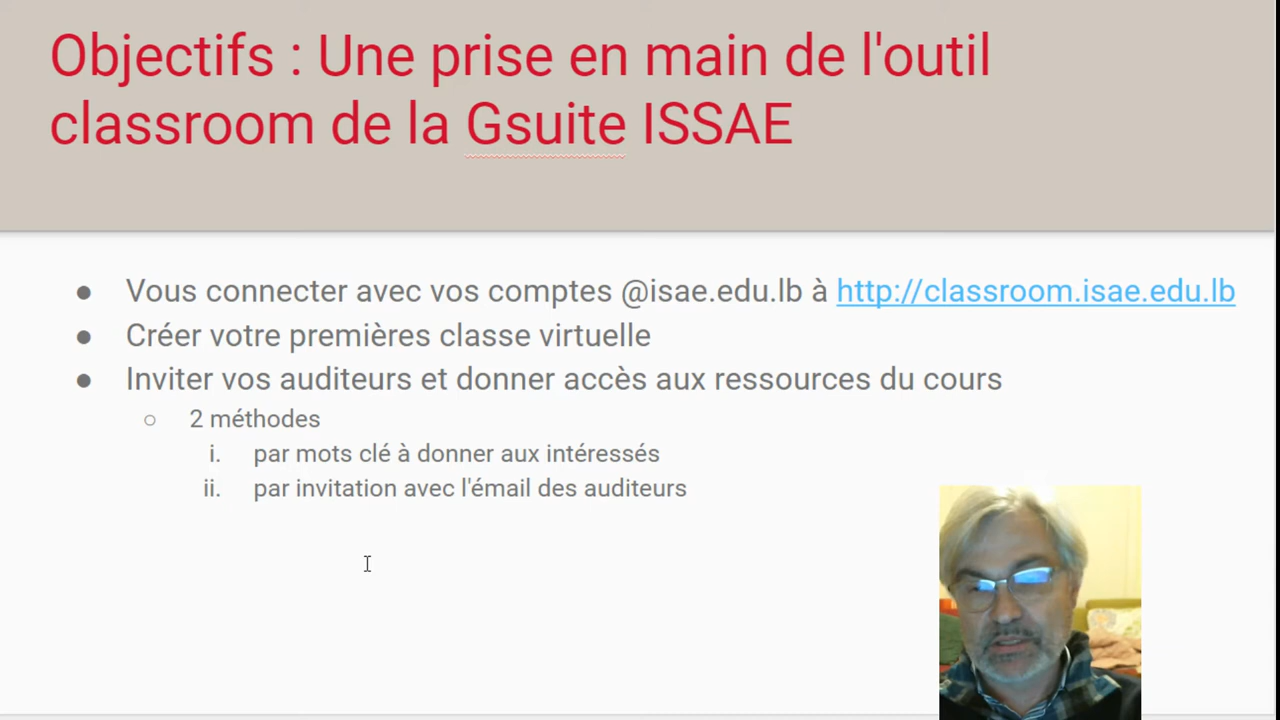 Objectifs : Une prise en main de l'outil
classroom de la Gsuite ISSAE
● Vous connecter avec vos comptes @isae.edu.lb à http://classroom.isae.edu.lb
● Créer votre premières classe virtuelle
● Inviter vos auditeurs et donner accès aux ressources du cours
○ 2 méthodes
i. par mots clé à donner aux intéressés
ii. par invitation avec l'émail des auditeurs